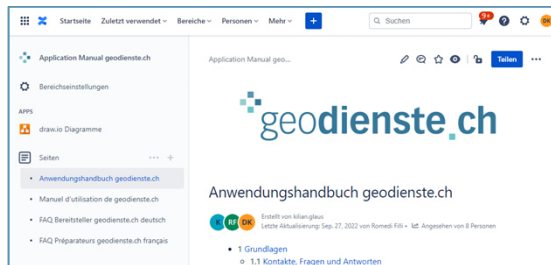 Startseite Zuletzt verwendet Bereiche Personen Mehr + Suchen 9+ DK
Application Manual geodienste.ch
Bereichseinstellungen
APPS
draw.io Diagramme
Seiten
Anwendungshandbuch geodienste.ch
Manuel d'utilisation de geodienste.ch
FAQ Bereitsteller geodienste.ch deutsch
FAQ Préparateurs geodienste.ch français
Application Manual geo...
Teilen
geodienste.ch
Anwendungshandbuch geodienste.ch
K RF DK
Erstellt von kilian.glaus
Letzte Aktualisierung: Sep. 27, 2022 von Romedi Filli • Angesehen von 8 Personen
• 1 Grundlagen
1.1 Kontakte, Fragen und Antworten